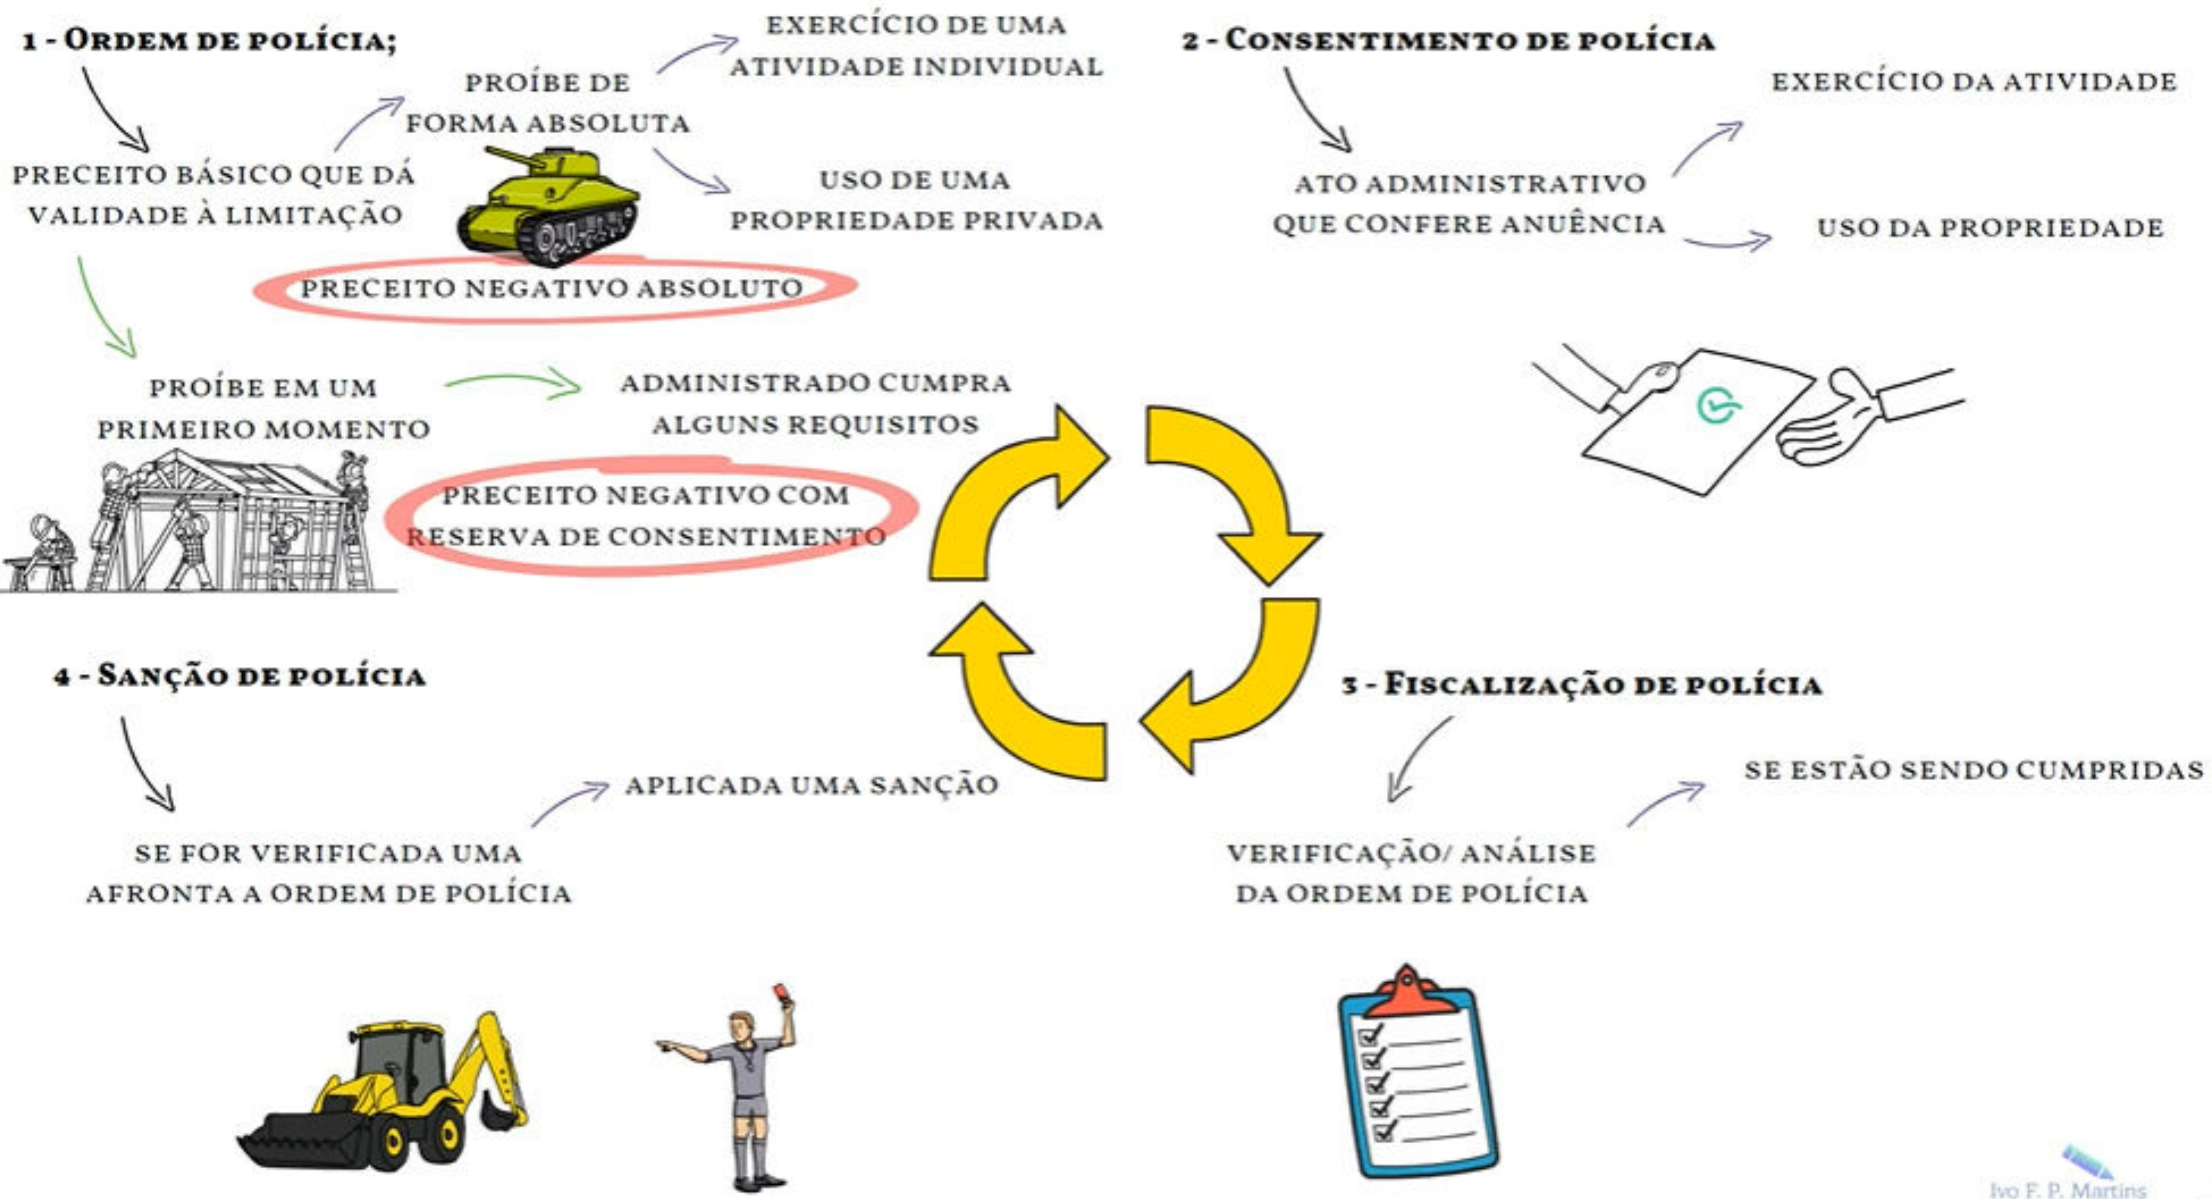 1 - ORDEM DE POLÍCIA;
PRECEITO BÁSICO QUE DÁ
VALIDADE À LIMITAÇÃO
PROÍBE DE
FORMA ABSOLUTA
EXERCÍCIO DE UMA
ATIVIDADE INDIVIDUAL
USO DE UMA
PROPRIEDADE PRIVADA
PRECEITO NEGATIVO ABSOLUTO
PROÍBE EM UM
PRIMEIRO MOMENTO
ADMINISTRADO CUMPRA
ALGUNS REQUISITOS
PRECEITO NEGATIVO COM
RESERVA DE CONSENTIMENTO
2 - CONSENTIMENTO DE POLÍCIA
ATO ADMINISTRATIVO
QUE CONFERE ANUÊNCIA
EXERCÍCIO DA ATIVIDADE
USO DA PROPRIEDADE
3 - FISCALIZAÇÃO DE POLÍCIA
VERIFICAÇÃO/ ANÁLISE
DA ORDEM DE POLÍCIA
SE ESTÃO SENDO CUMPRIDAS
4 - SANÇÃO DE POLÍCIA
SE FOR VERIFICADA UMA
AFRONTA A ORDEM DE POLÍCIA
APLICADA UMA SANÇÃO
Ivo F. P. Martins